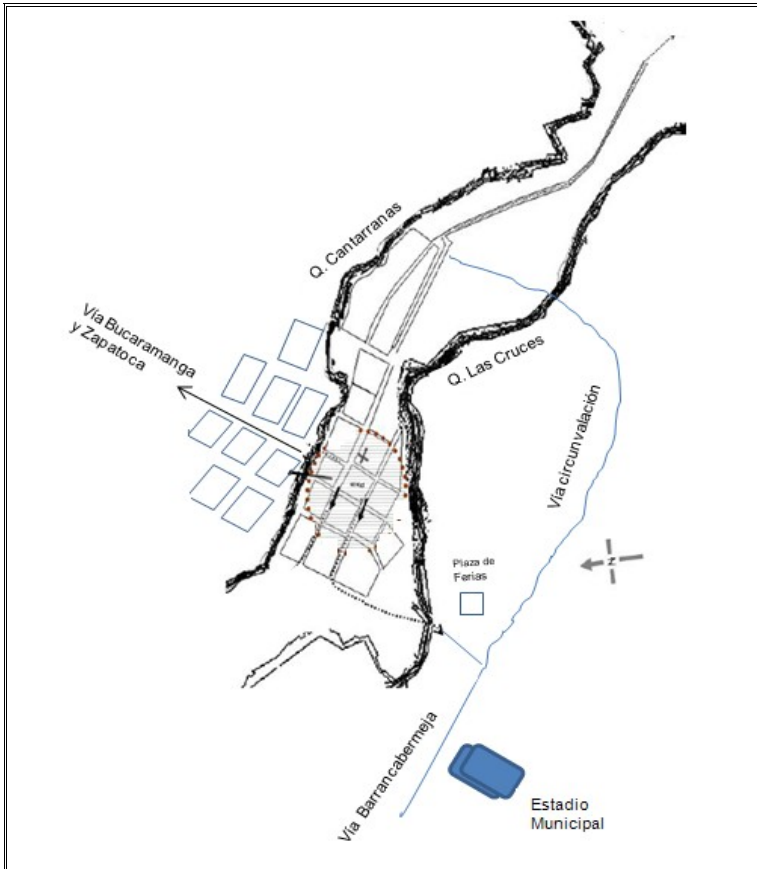 Q. Cantarranas
Vía Bucaramanga
y Zapatoca
Q. Las Cruces
Vía circunvalación
Plaza de
Ferias
N
Vía Barrancabermeja
Estadio
Municipal